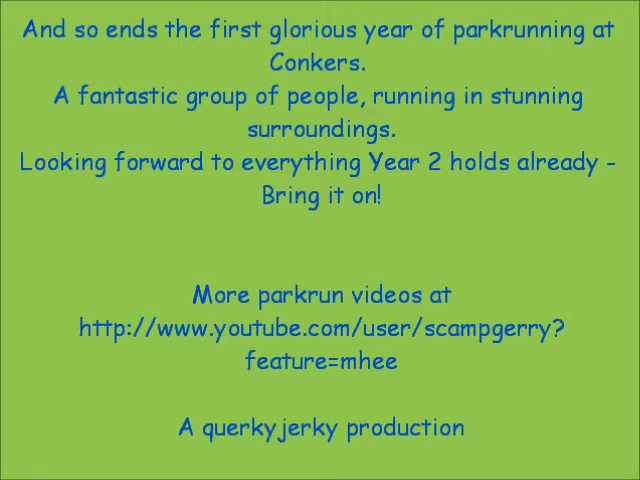 And so ends the first glorious year of parkrunning at
Conkers.
A fantastic group of people, running in stunning
surroundings.
Looking forward to everything Year 2 holds already -
Bring it on!
More parkrun videos at
http://www.youtube.com/user/scampgerry?
feature=mhee
A querkyjerky production